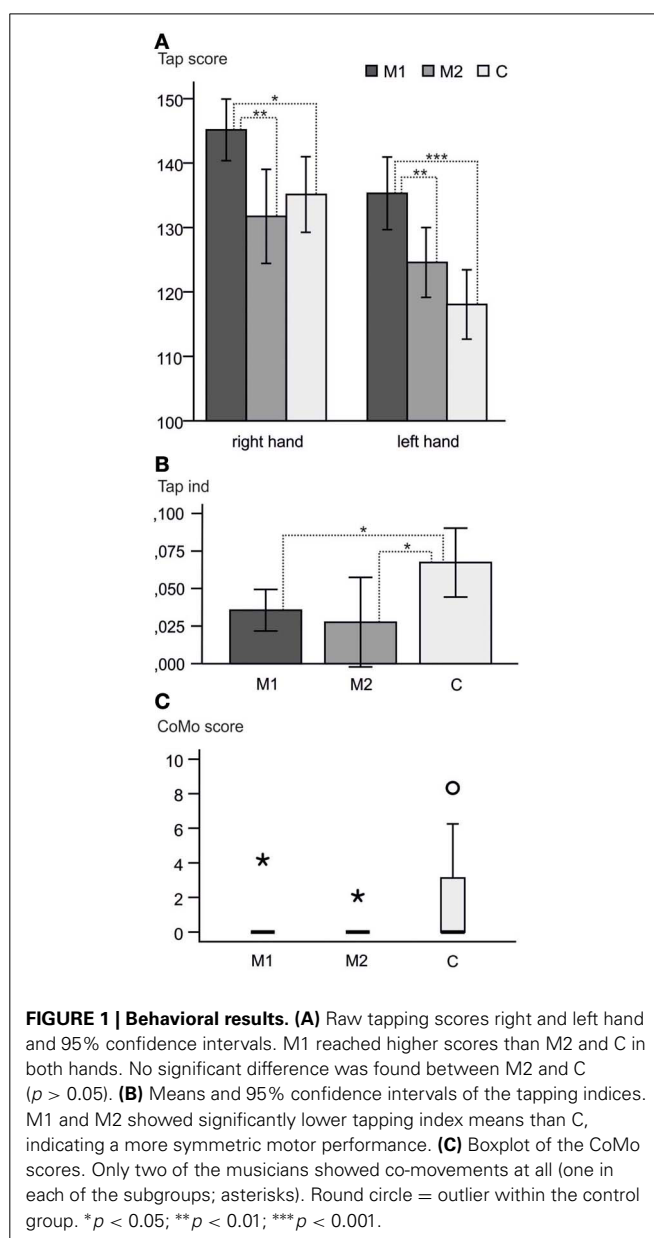 A
Tap score
M1 M2 C
150
140
130
120
110
100
* ** *** **
right hand left hand
B
Tap ind
,100
,075
,050
,025
,000
* *
M1 M2 C
C
CoMo score
10
8
6
4
2
0
M1 M2 C
FIGURE 1 | Behavioral results. (A) Raw tapping scores right and left hand
and 95% confidence intervals. M1 reached higher scores than M2 and C in
both hands. No significant difference was found between M2 and C
(p > 0.05). (B) Means and 95% confidence intervals of the tapping indices.
M1 and M2 showed significantly lower tapping index means than C,
indicating a more symmetric motor performance. (C) Boxplot of the CoMo
scores. Only two of the musicians showed co-movements at all (one in
each of the subgroups; asterisks). Round circle = outlier within the control
group. *p < 0.05; **p < 0.01; ***p < 0.001.